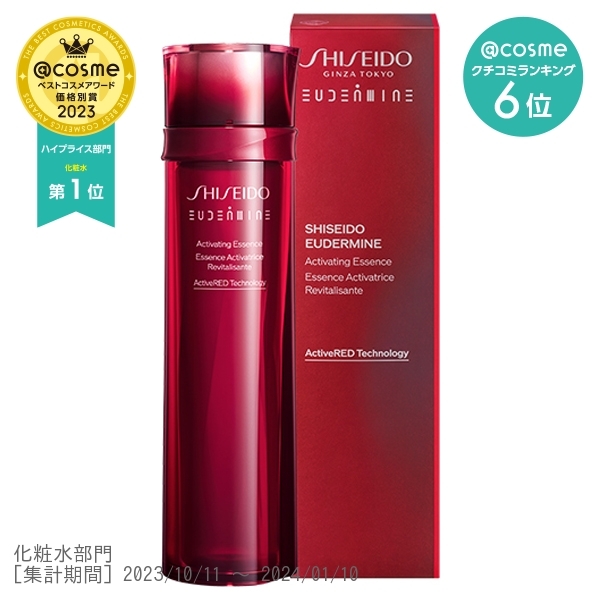 THE BEST COSMETICS AWARDS
@cosme
ベストコスメアワード
価格別賞
2023
THE BEST COSMETICS AWARDS
ハイプライス部門
化粧水
第1位
@cosme
クチコミランキング
6位
SHISEIDO
GINZA TOKYO
EUDERMINE
SHISEIDO
EUDERMINE
Activating Essence
Essence Activatrice
Revitalisante
ActiveRED Technology
SHISEIDO
EUDERMINE
Activating Essence
Essence Activatrice
Revitalisante
ActiveRED Technology
化粧水部門
[集計期間] 2023/10/11 ～ 2024/01/10